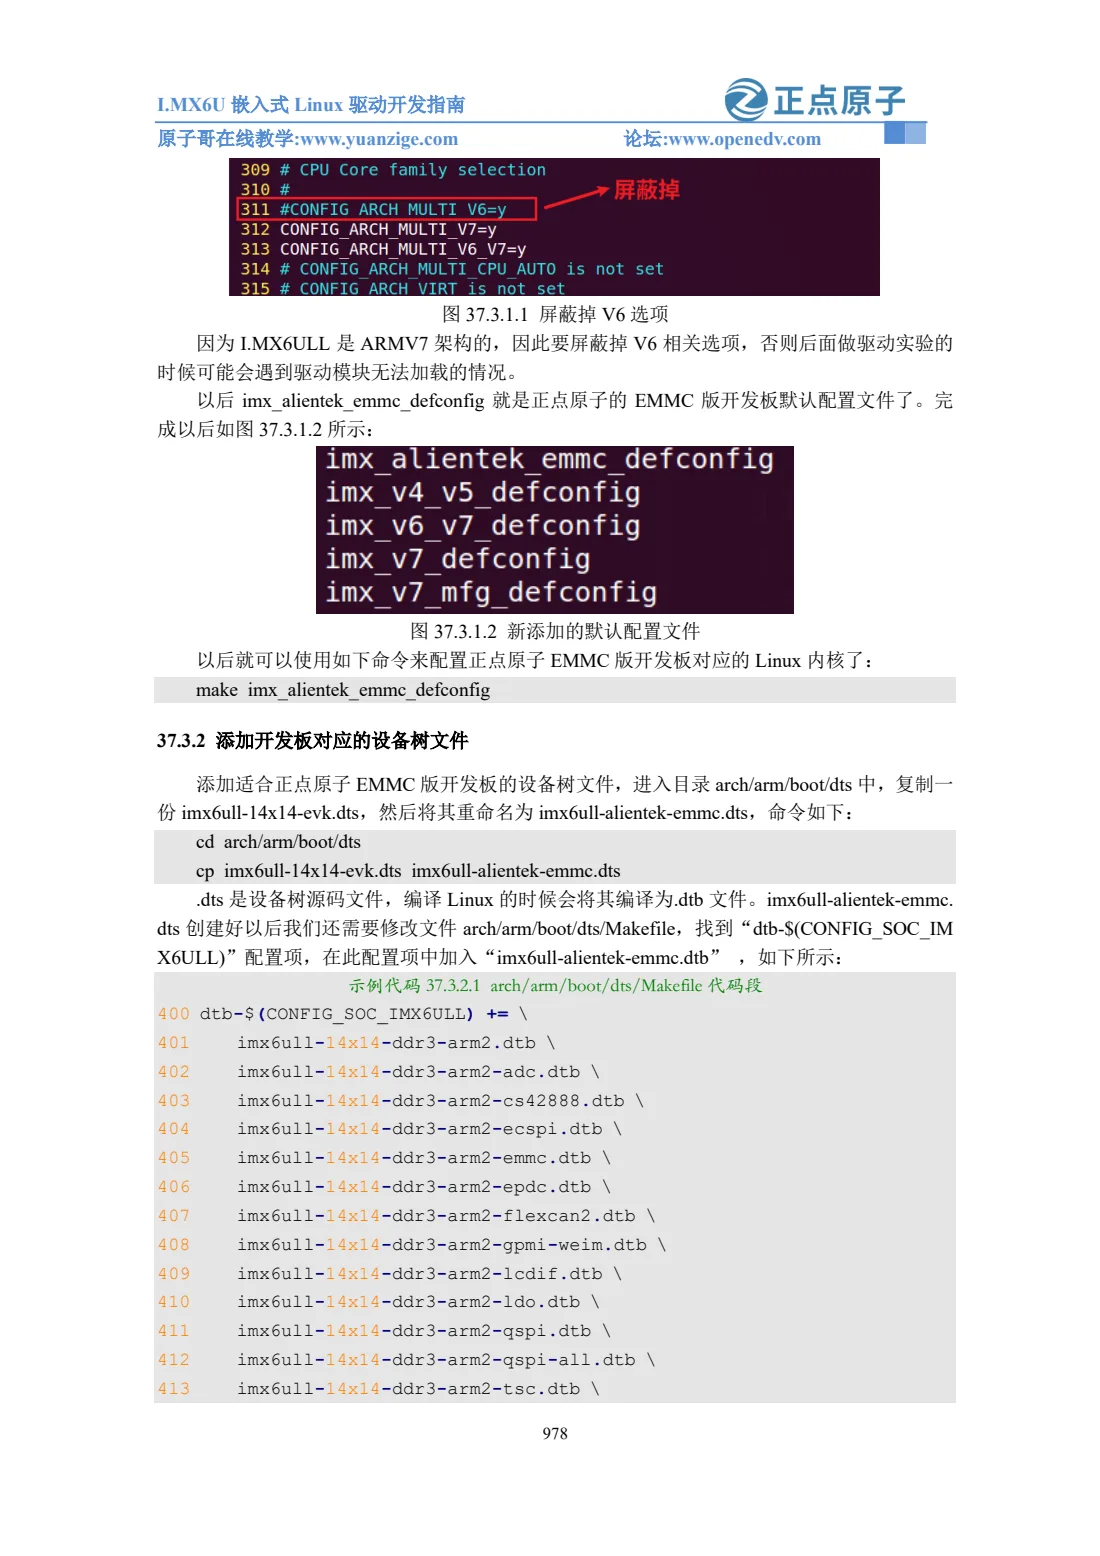 I.MX6U 嵌入式 Linux 驱动开发指南
正点原子
原子哥在线教学:www.yuanzige.com 论坛:www.openedv.com
309 # CPU Core family selection
310 #
屏蔽掉
311 #CONFIG_ARCH_MULTI_V6=y
312 CONFIG_ARCH_MULTI_V7=y
313 CONFIG_ARCH_MULTI_V6_V7=y
314 # CONFIG_ARCH_MULTI_CPU_AUTO is not set
315 # CONFIG_ARCH_VIRT is not set
图 37.3.1.1 屏蔽掉 V6 选项
因为 I.MX6ULL 是 ARMV7 架构的，因此要屏蔽掉 V6 相关选项，否则后面做驱动实验的
时候可能会遇到驱动模块无法加载的情况。
以后 imx_alientek_emmc_defconfig 就是正点原子的 EMMC 版开发板默认配置文件了。完
成以后如图 37.3.1.2 所示：
imx_alientek_emmc_defconfig
imx_v4_v5_defconfig
imx_v6_v7_defconfig
imx_v7_defconfig
imx_v7_mfg_defconfig
图 37.3.1.2 新添加的默认配置文件
以后就可以使用如下命令来配置正点原子 EMMC 版开发板对应的 Linux 内核了：
make imx_alientek_emmc_defconfig
37.3.2 添加开发板对应的设备树文件
添加适合正点原子 EMMC 版开发板的设备树文件，进入目录 arch/arm/boot/dts 中，复制一
份 imx6ull-14x14-evk.dts，然后将其重命名为 imx6ull-alientek-emmc.dts，命令如下：
cd arch/arm/boot/dts
cp imx6ull-14x14-evk.dts imx6ull-alientek-emmc.dts
.dts 是设备树源码文件，编译 Linux 的时候会将其编译为.dtb 文件。imx6ull-alientek-emmc.
dts 创建好以后我们还需要修改文件 arch/arm/boot/dts/Makefile，找到“dtb-$(CONFIG_SOC_IM
X6ULL)”配置项，在此配置项中加入“imx6ull-alientek-emmc.dtb” ，如下所示：
示例代码 37.3.2.1 arch/arm/boot/dts/Makefile 代码段
400 dtb-$(CONFIG_SOC_IMX6ULL) += \
401 imx6ull-14x14-ddr3-arm2.dtb \
402 imx6ull-14x14-ddr3-arm2-adc.dtb \
403 imx6ull-14x14-ddr3-arm2-cs42888.dtb \
404 imx6ull-14x14-ddr3-arm2-ecspi.dtb \
405 imx6ull-14x14-ddr3-arm2-emmc.dtb \
406 imx6ull-14x14-ddr3-arm2-epdc.dtb \
407 imx6ull-14x14-ddr3-arm2-flexcan2.dtb \
408 imx6ull-14x14-ddr3-arm2-gpmi-weim.dtb \
409 imx6ull-14x14-ddr3-arm2-lcdif.dtb \
410 imx6ull-14x14-ddr3-arm2-ldo.dtb \
411 imx6ull-14x14-ddr3-arm2-qspi.dtb \
412 imx6ull-14x14-ddr3-arm2-qspi-all.dtb \
413 imx6ull-14x14-ddr3-arm2-tsc.dtb \
978